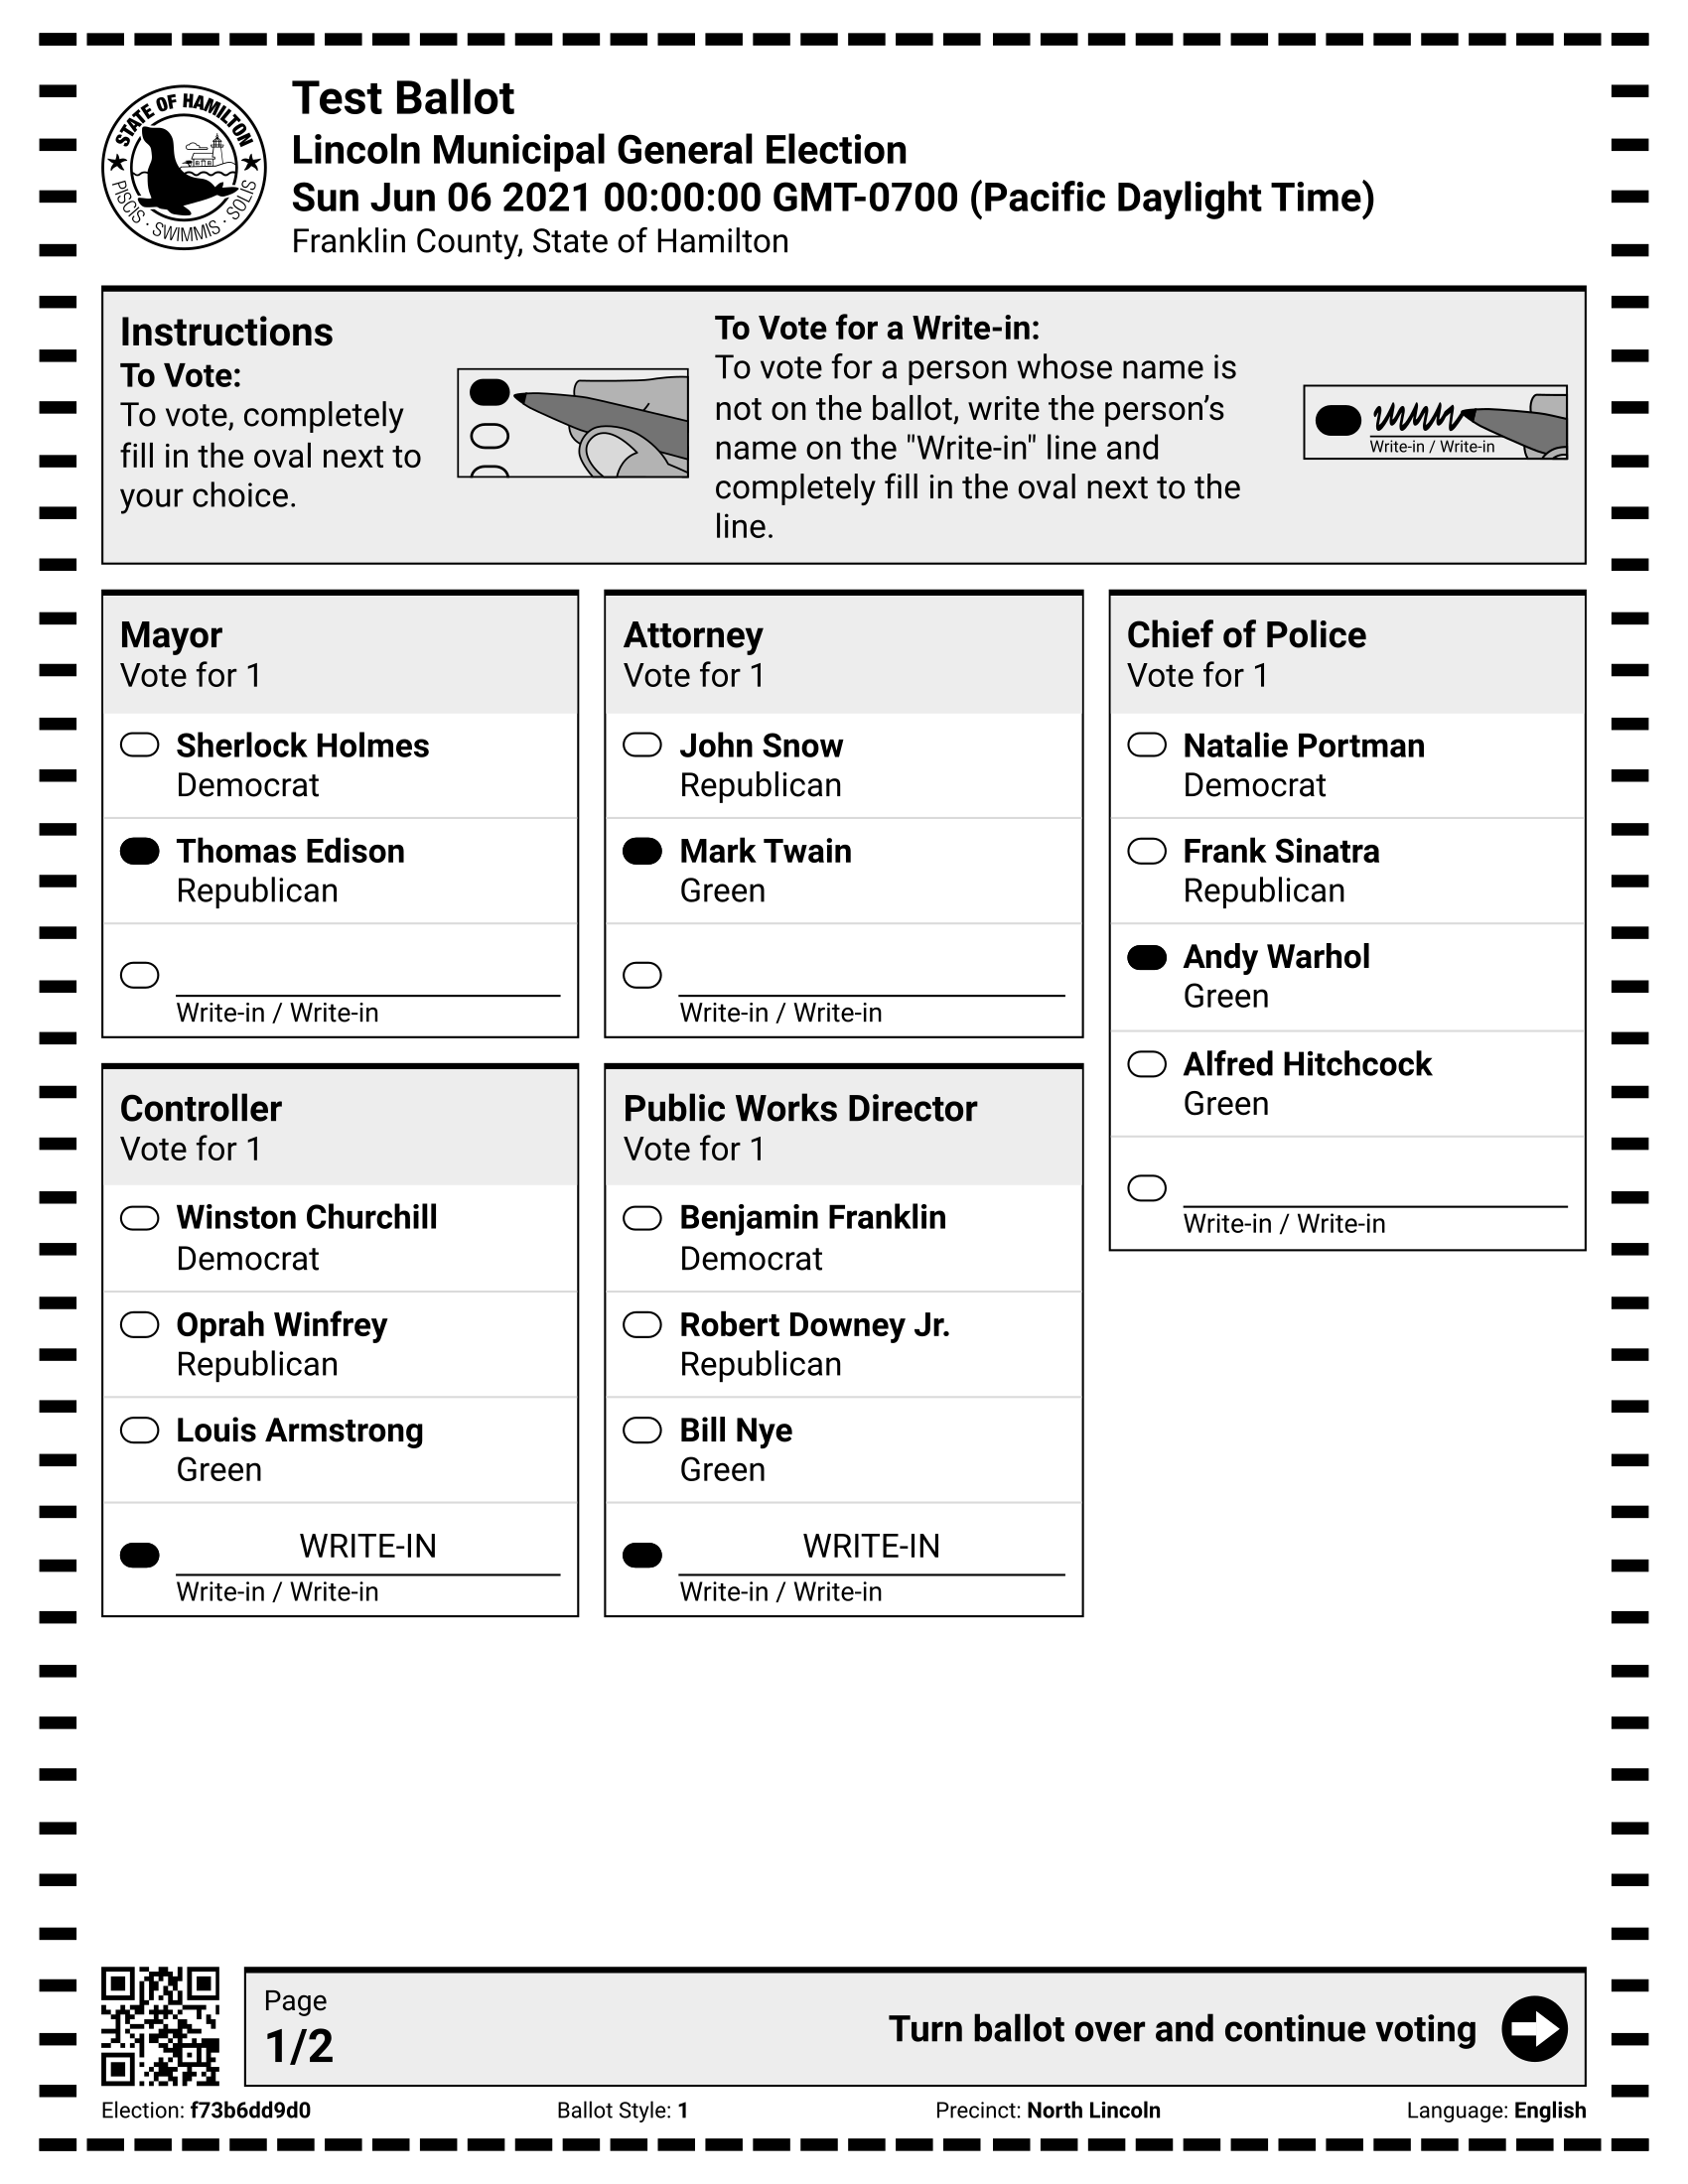 STATE OF HAMILTON
PISCIS · SWIMMIS · SOLIS
Test Ballot
Lincoln Municipal General Election
Sun Jun 06 2021 00:00:00 GMT-0700 (Pacific Daylight Time)
Franklin County, State of Hamilton
Instructions
To Vote:
To vote, completely
fill in the oval next to
your choice.
To Vote for a Write-in:
To vote for a person whose name is
not on the ballot, write the person’s
name on the "Write-in" line and
completely fill in the oval next to the
line.
Write-in / Write-in
Mayor
Vote for 1
Sherlock Holmes
Democrat
Thomas Edison
Republican
Write-in / Write-in
Controller
Vote for 1
Winston Churchill
Democrat
Oprah Winfrey
Republican
Louis Armstrong
Green
WRITE-IN
Write-in / Write-in
Attorney
Vote for 1
John Snow
Republican
Mark Twain
Green
Write-in / Write-in
Public Works Director
Vote for 1
Benjamin Franklin
Democrat
Robert Downey Jr.
Republican
Bill Nye
Green
WRITE-IN
Write-in / Write-in
Chief of Police
Vote for 1
Natalie Portman
Democrat
Frank Sinatra
Republican
Andy Warhol
Green
Alfred Hitchcock
Green
Write-in / Write-in
Page
1/2
Turn ballot over and continue voting
Election: f73b6dd9d0
Ballot Style: 1
Precinct: North Lincoln
Language: English